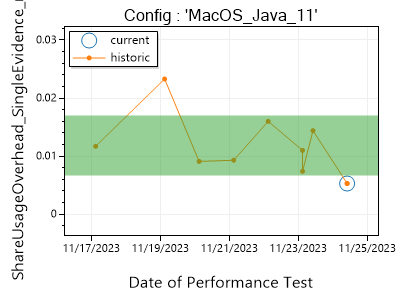 Config : 'MacOS_Java_11'
ShareUsageOverhead_SingleEvidence_
current
historic
0.03
0.02
0.01
0
11/17/2023
11/19/2023
11/21/2023
11/23/2023
11/25/2023
Date of Performance Test